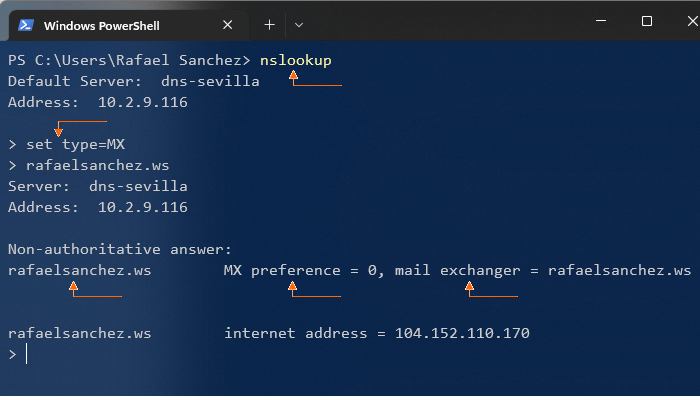 Windows PowerShell
PS C:\Users\Rafael Sanchez> nslookup
Default Server:  dns-sevilla
Address:  10.2.9.116
> set type=MX
> rafaelsanchez.ws
Server:  dns-sevilla
Address:  10.2.9.116
Non-authoritative answer:
rafaelsanchez.ws        MX preference = 0, mail exchanger = rafaelsanchez.ws
rafaelsanchez.ws        internet address = 104.152.110.170
>